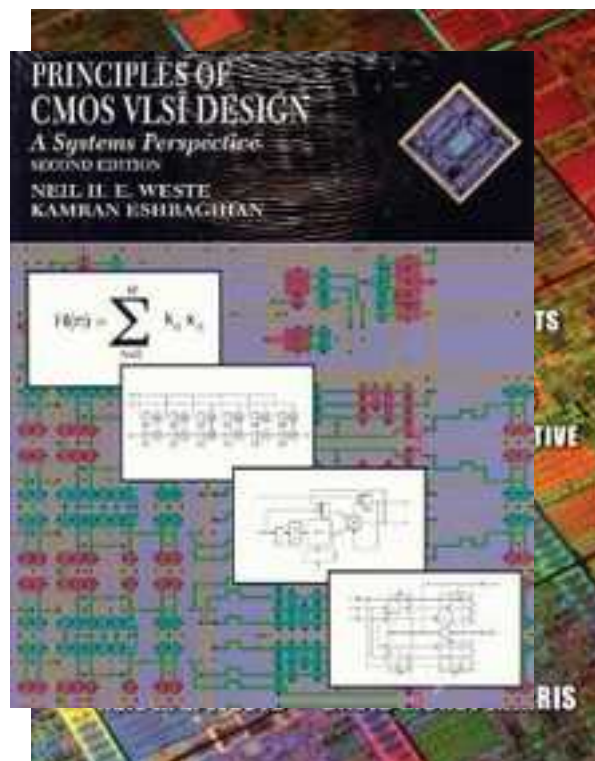 PRINCIPLES OF
CMOS VLSI DESIGN
A Systems Perspective
SECOND EDITION
NEIL H. E. WESTE
KAMRAN ESHRAGHIAN
TS
TIVE
RIS